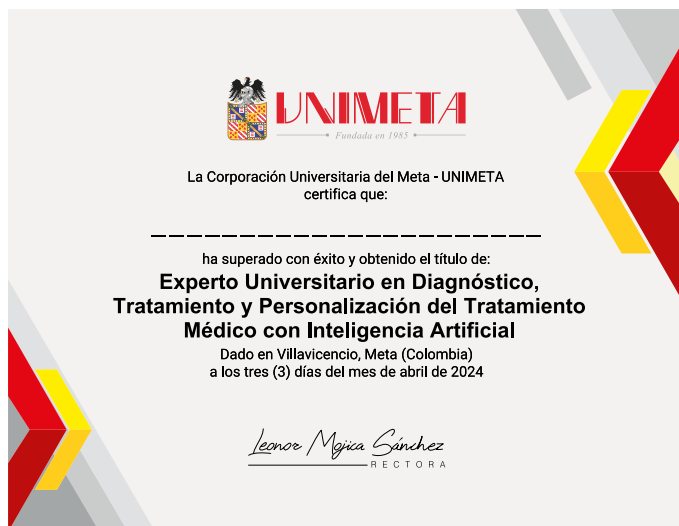 UNIMETA
Fundada en 1985
La Corporación Universitaria del Meta - UNIMETA
certifica que:
ha superado con éxito y obtenido el título de:
Experto Universitario en Diagnóstico,
Tratamiento y Personalización del Tratamiento
Médico con Inteligencia Artificial
Dado en Villavicencio, Meta (Colombia)
a los tres (3) días del mes de abril de 2024
Leonor Mojica Sánchez
RECTORA